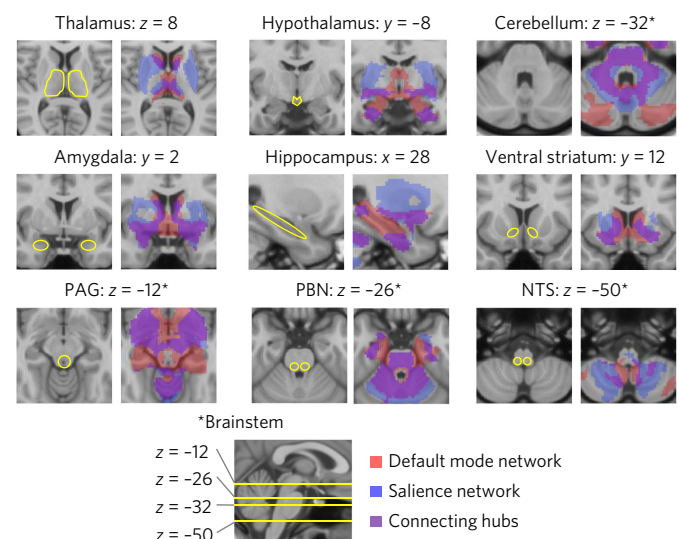 Thalamus: z = 8
Hypothalamus: y = –8
Cerebellum: z = –32*
Amygdala: y = 2
Hippocampus: x = 28
Ventral striatum: y = 12
PAG: z = –12*
PBN: z = –26*
NTS: z = –50*
*Brainstem
z = –12
z = –26
z = –32
z = –50
Default mode network
Salience network
Connecting hubs